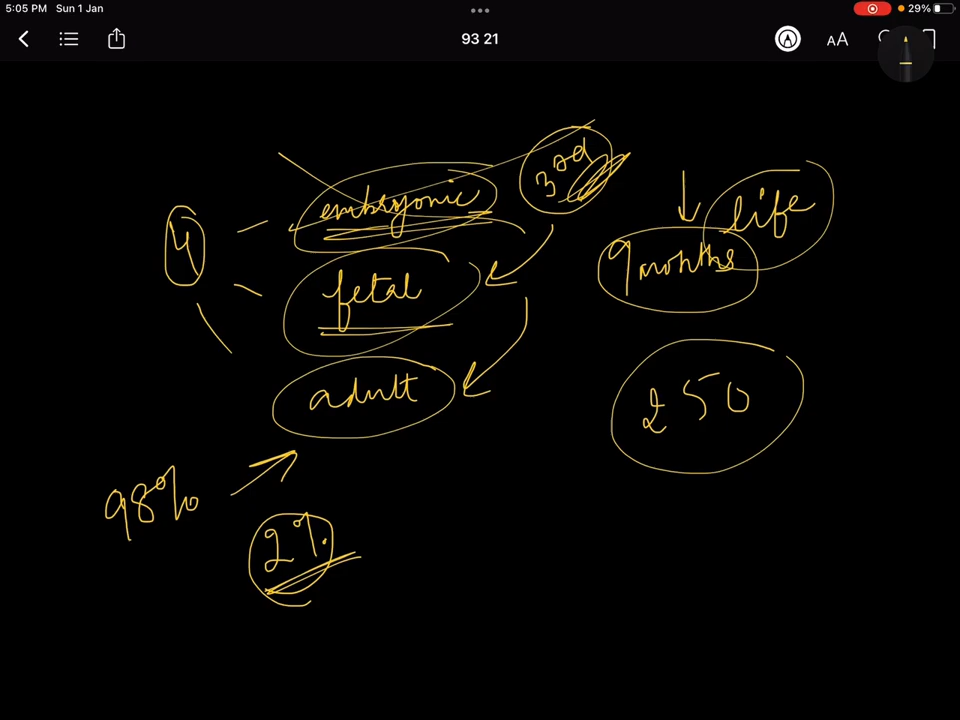 5:05 PM Sun 1 Jan
29%
93 21
AA
3rd
embryonic
life
4
9 months
fetal
adult
250
98%
2%